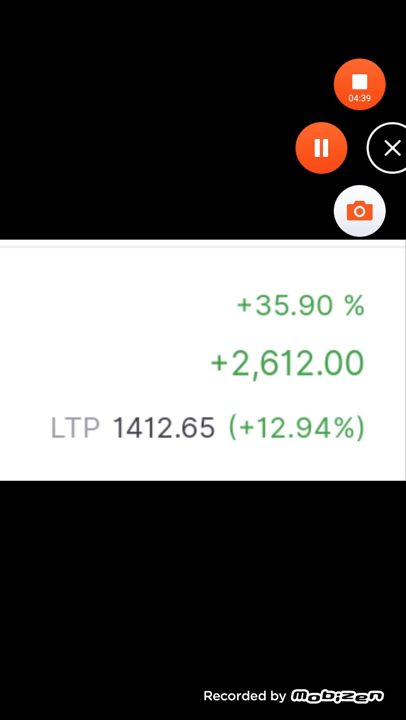 04:39
+35.90 %
+2,612.00
LTP 1412.65 (+12.94%)
Recorded by Mobizen